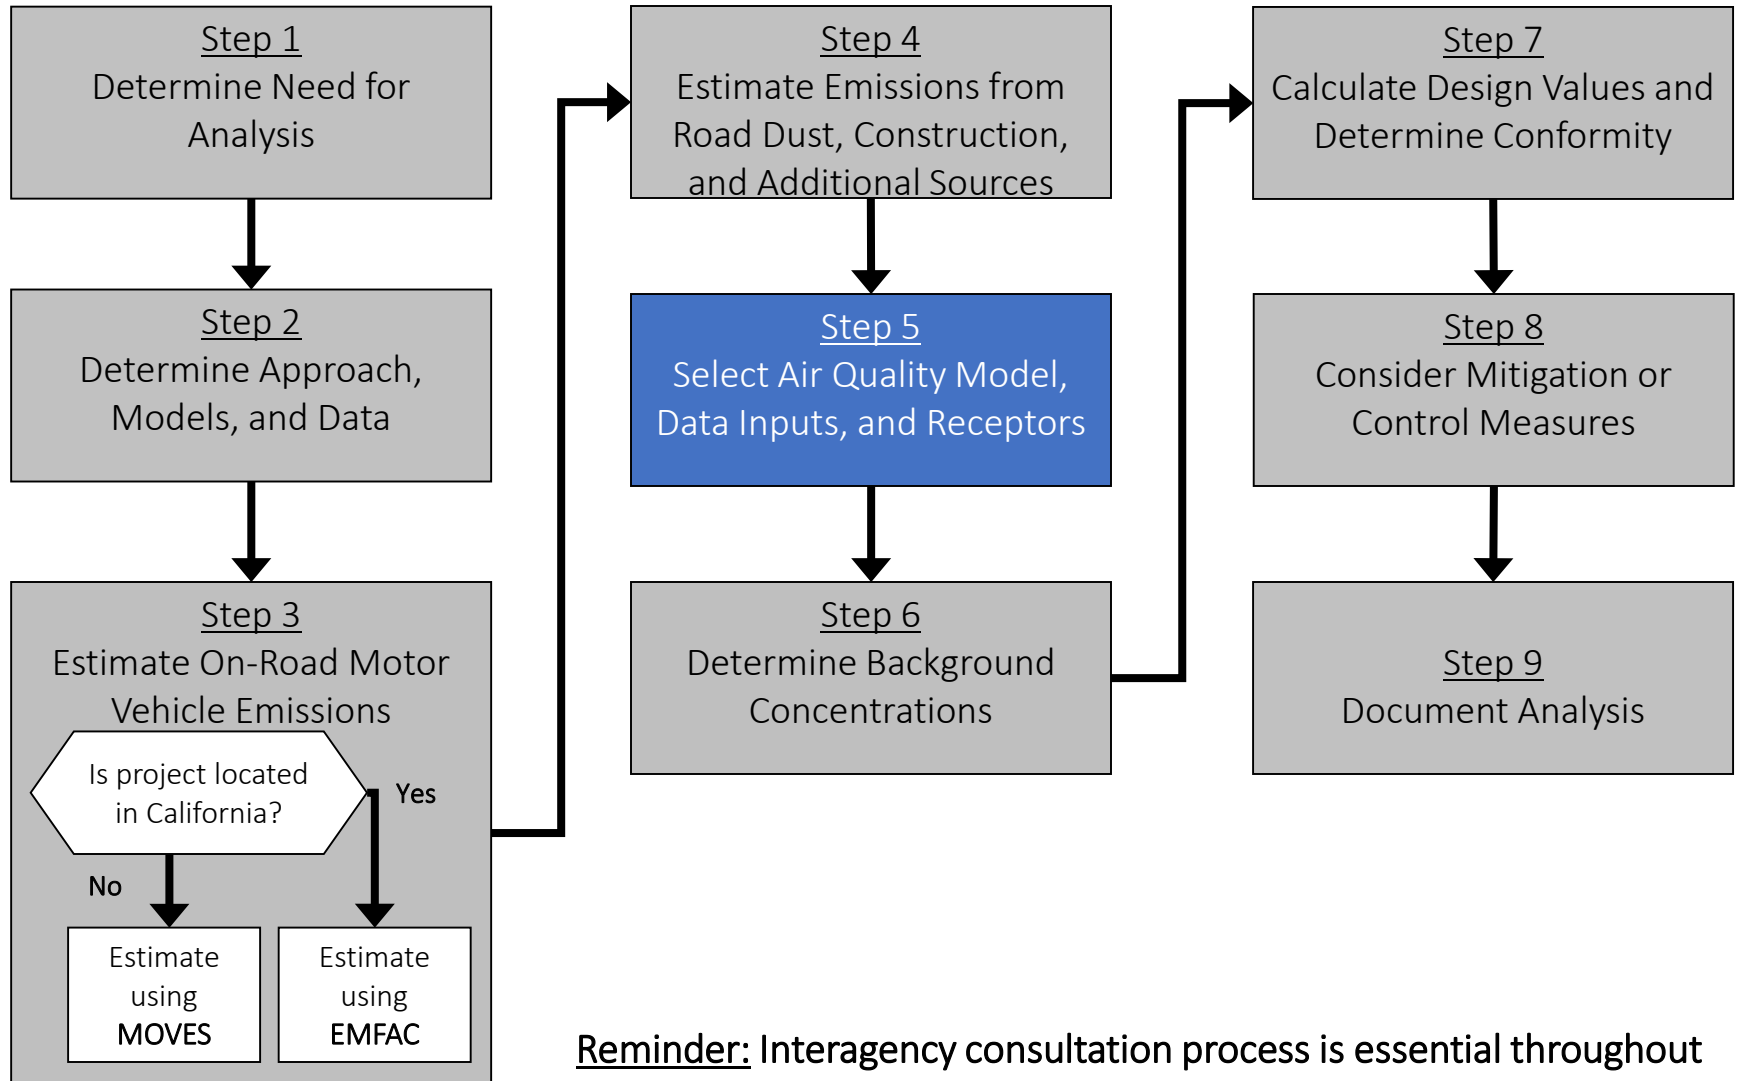 Step 1
Determine Need for
Analysis
Step 2
Determine Approach,
Models, and Data
Step 3
Estimate On-Road Motor
Vehicle Emissions
Is project located
in California?
Yes
No
Estimate
using
MOVES
Estimate
using
EMFAC
Step 4
Estimate Emissions from
Road Dust, Construction,
and Additional Sources
Step 5
Select Air Quality Model,
Data Inputs, and Receptors
Step 6
Determine Background
Concentrations
Step 7
Calculate Design Values and
Determine Conformity
Step 8
Consider Mitigation or
Control Measures
Step 9
Document Analysis
Reminder: Interagency consultation process is essential throughout